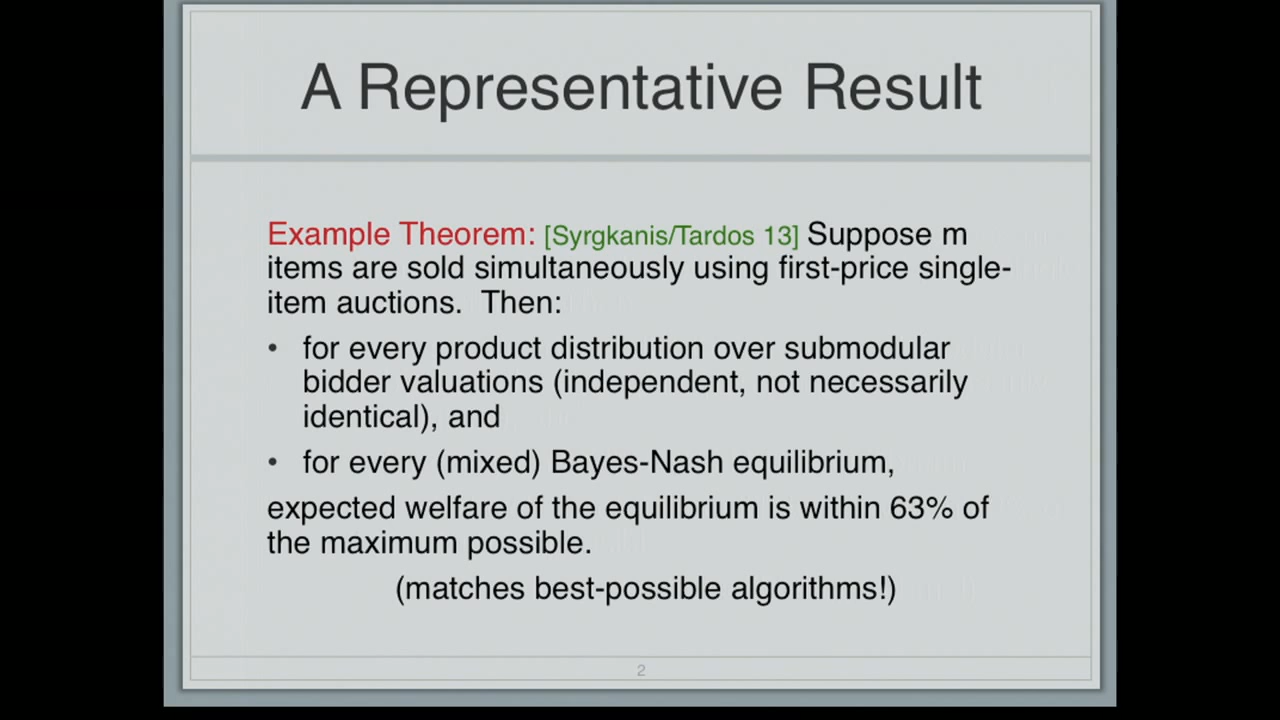 A Representative Result
Example Theorem: [Syrgkanis/Tardos 13] Suppose m
items are sold simultaneously using first-price single-
item auctions.  Then:
• for every product distribution over submodular
bidder valuations (independent, not necessarily
identical), and
• for every (mixed) Bayes-Nash equilibrium,
expected welfare of the equilibrium is within 63% of
the maximum possible.
(matches best-possible algorithms!)
2